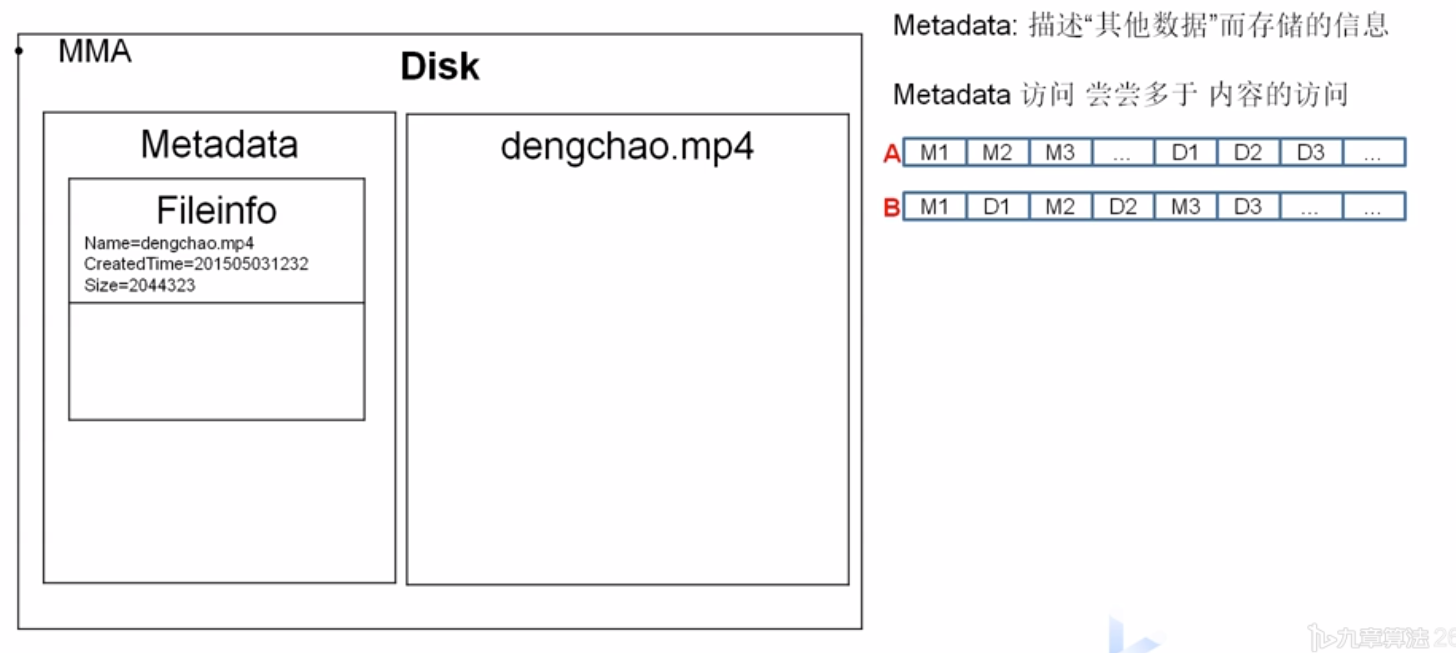 MMA
Disk
Metadata
Fileinfo
Name=dengchao.mp4
CreatedTime=201505031232
Size=2044323
dengchao.mp4
Metadata: 描述“其他数据”而存储的信息
Metadata 访问 尝尝多于 内容的访问
A M1 M2 M3 ... D1 D2 D3 ...
B M1 D1 M2 D2 M3 D3 ... ...
九章算法 26